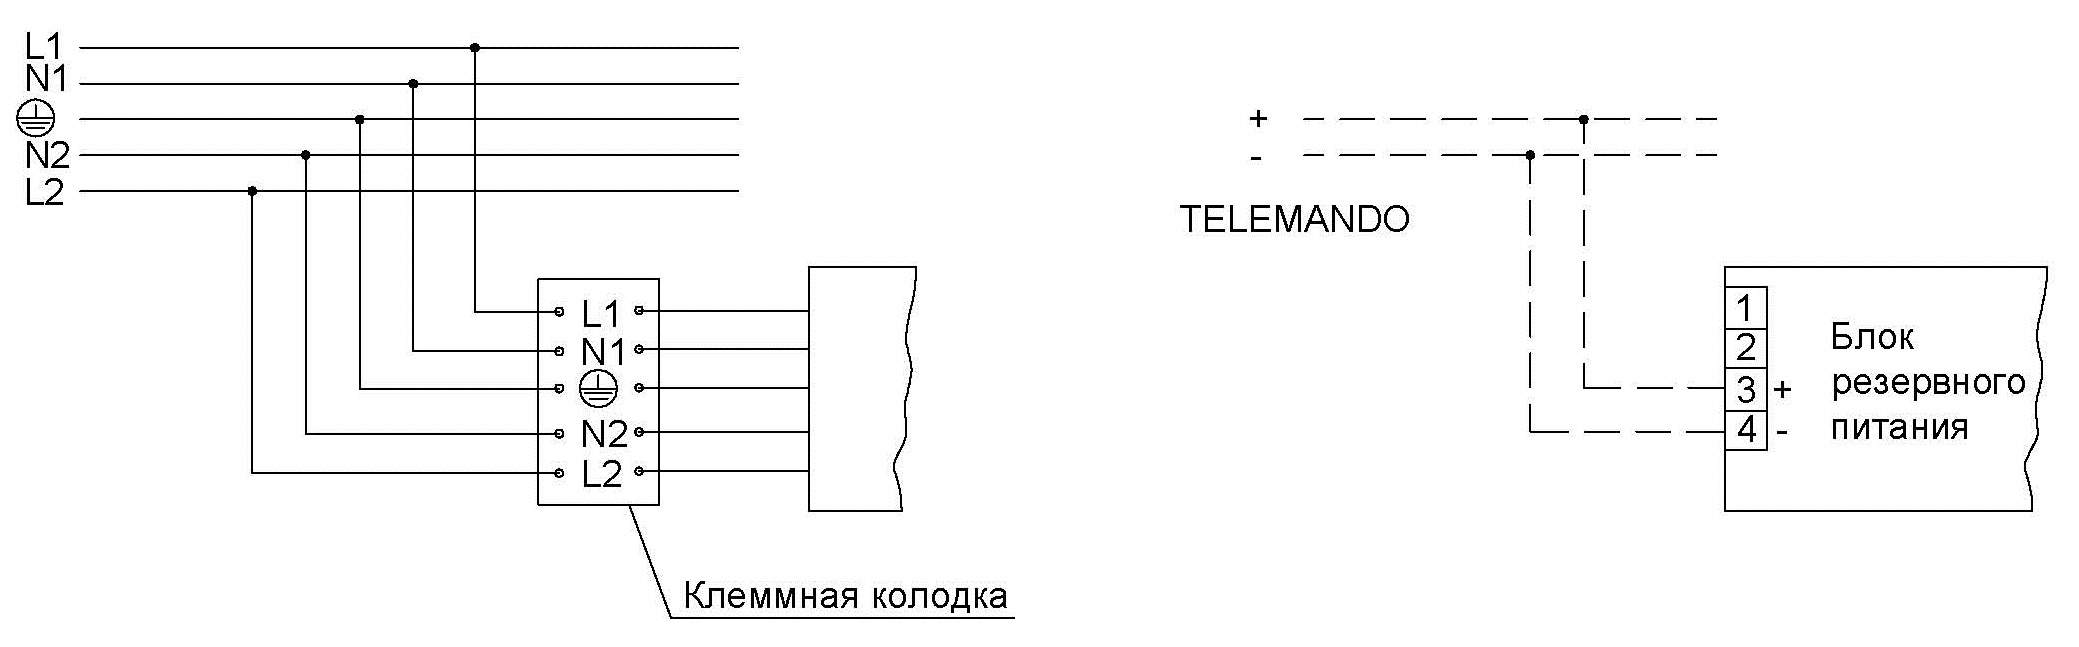 L1
N1
N2
L2
L1
N1
N2
L2
Клеммная колодка
+
-
TELEMANDO
1
2
3 +
4 -
Блок
резервного
питания